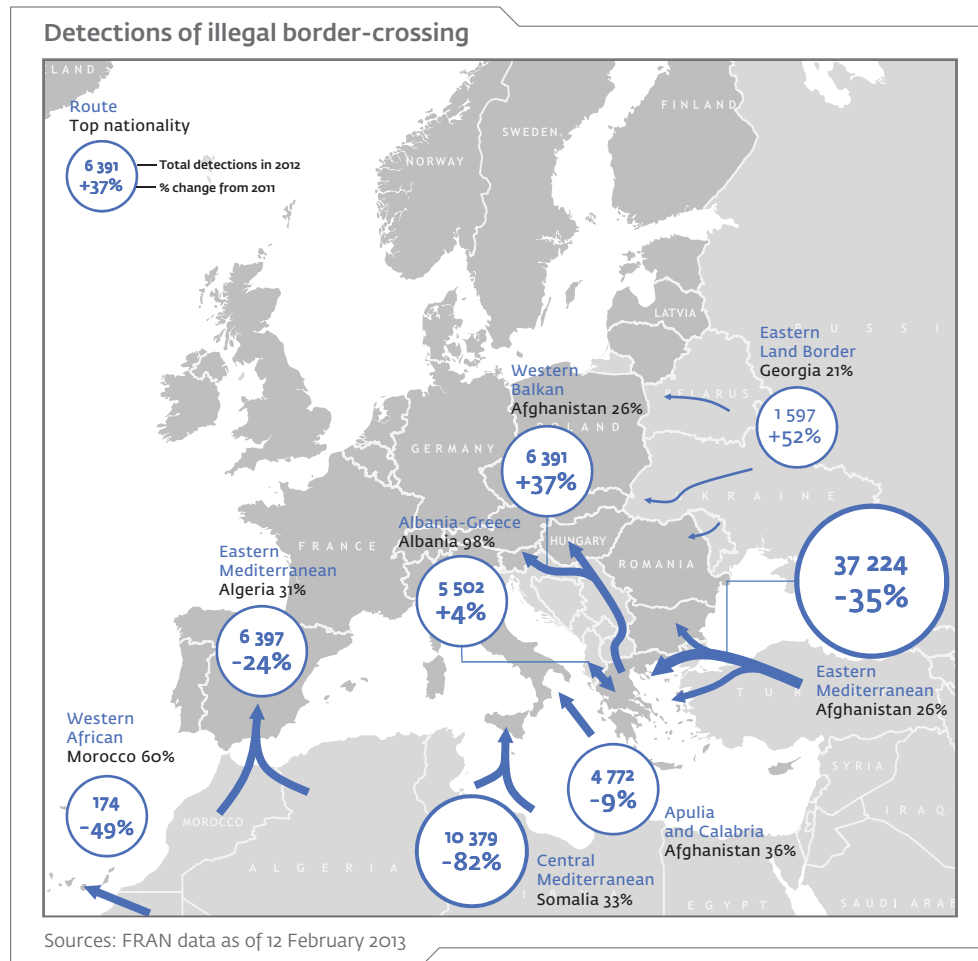 Detections of illegal border-crossing
LAND
Route
Top nationality
6 391
+37%
Total detections in 2012
% change from 2011
FINLAND
SWEDEN
NORWAY
LATVIA
Eastern
Land Border
Georgia 21%
1 597
+52%
Western
Balkan
Afghanistan 26%
6 391
+37%
GERMANY
Albania-Greece
Albania 98%
5 502
+4%
HUNGARY
ROMANIA
KRAINE
FRANCE
Eastern
Mediterranean
Algeria 31%
6 397
-24%
37 224
-35%
Eastern
Mediterranean
Afghanistan 26%
Western
African
Morocco 60%
174
-49%
MOROCCO
ALGERIA
10 379
-82%
Central
Mediterranean
Somalia 33%
4 772
-9%
Apulia
and Calabria
Afghanistan 36%
SYRIA
IRAQ
EGYPT
SAUDI ARAB
Sources: FRAN data as of 12 February 2013